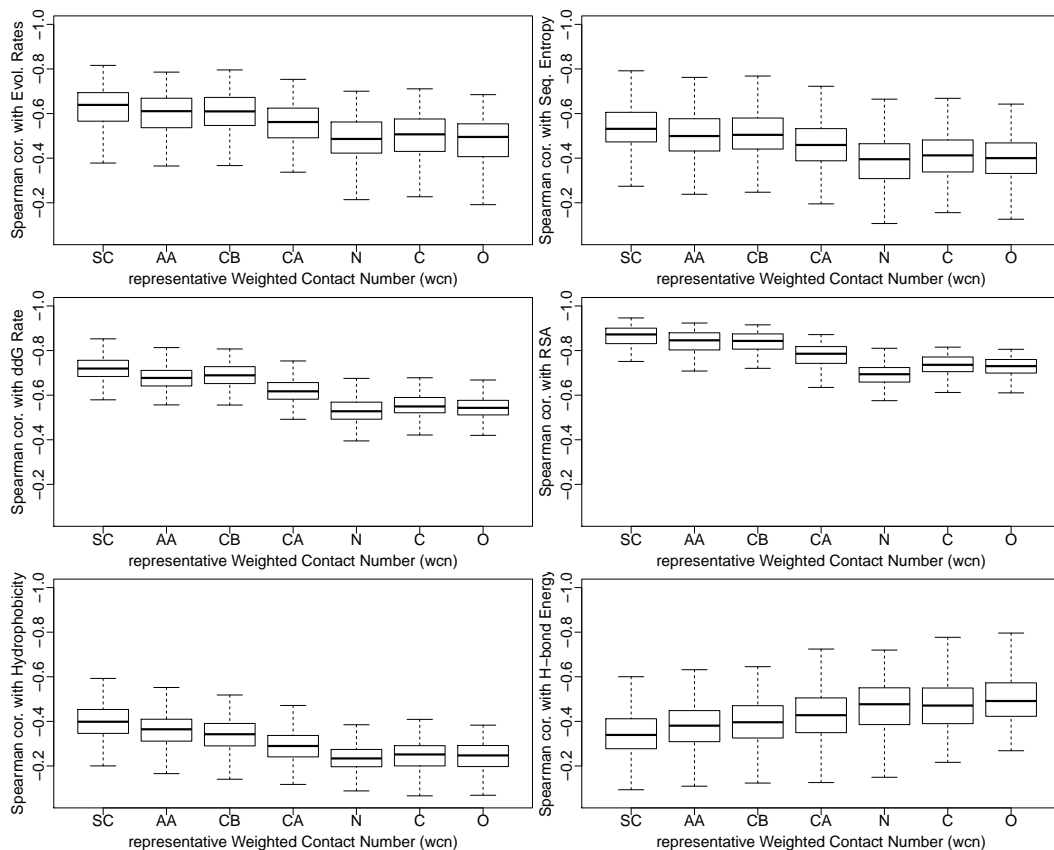 Spearman cor. with Evol. Rates
−1.0
−0.8
−0.6
−0.4
−0.2
SC AA CB CA N C O
representative Weighted Contact Number (wcn)
Spearman cor. with Seq. Entropy
−1.0
−0.8
−0.6
−0.4
−0.2
SC AA CB CA N C O
representative Weighted Contact Number (wcn)
Spearman cor. with ddG Rate
−1.0
−0.8
−0.6
−0.4
−0.2
SC AA CB CA N C O
representative Weighted Contact Number (wcn)
Spearman cor. with RSA
−1.0
−0.8
−0.6
−0.4
−0.2
SC AA CB CA N C O
representative Weighted Contact Number (wcn)
Spearman cor. with Hydrophobicity
−1.0
−0.8
−0.6
−0.4
−0.2
SC AA CB CA N C O
representative Weighted Contact Number (wcn)
Spearman cor. with H−bond Energy
−1.0
−0.8
−0.6
−0.4
−0.2
SC AA CB CA N C O
representative Weighted Contact Number (wcn)